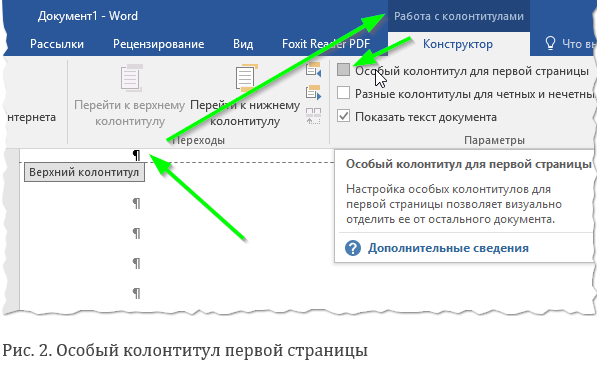 Документ1 - Word
Работа с колонтитулами
Рассылки Рецензирование Вид Foxit Reader PDF Конструктор Что вы
нтернета
Перейти к верхнему колонтитулу
Перейти к нижнему колонтитулу
Переходы
Особый колонтитул для первой страницы
Разные колонтитулы для четных и нечетны
Показать текст документа
Параметры
¶
Верхний колонтитул
¶
¶
¶
¶
Особый колонтитул для первой страницы
Настройка особых колонтитулов для
первой страницы позволяет визуально
отделить ее от остального документа.
? Дополнительные сведения
Рис. 2. Особый колонтитул первой страницы